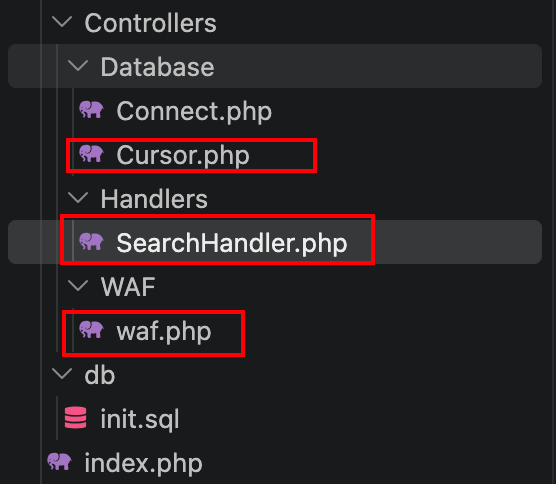 Controllers
Database
Connect.php
Cursor.php
Handlers
SearchHandler.php
WAF
waf.php
db
init.sql
index.php